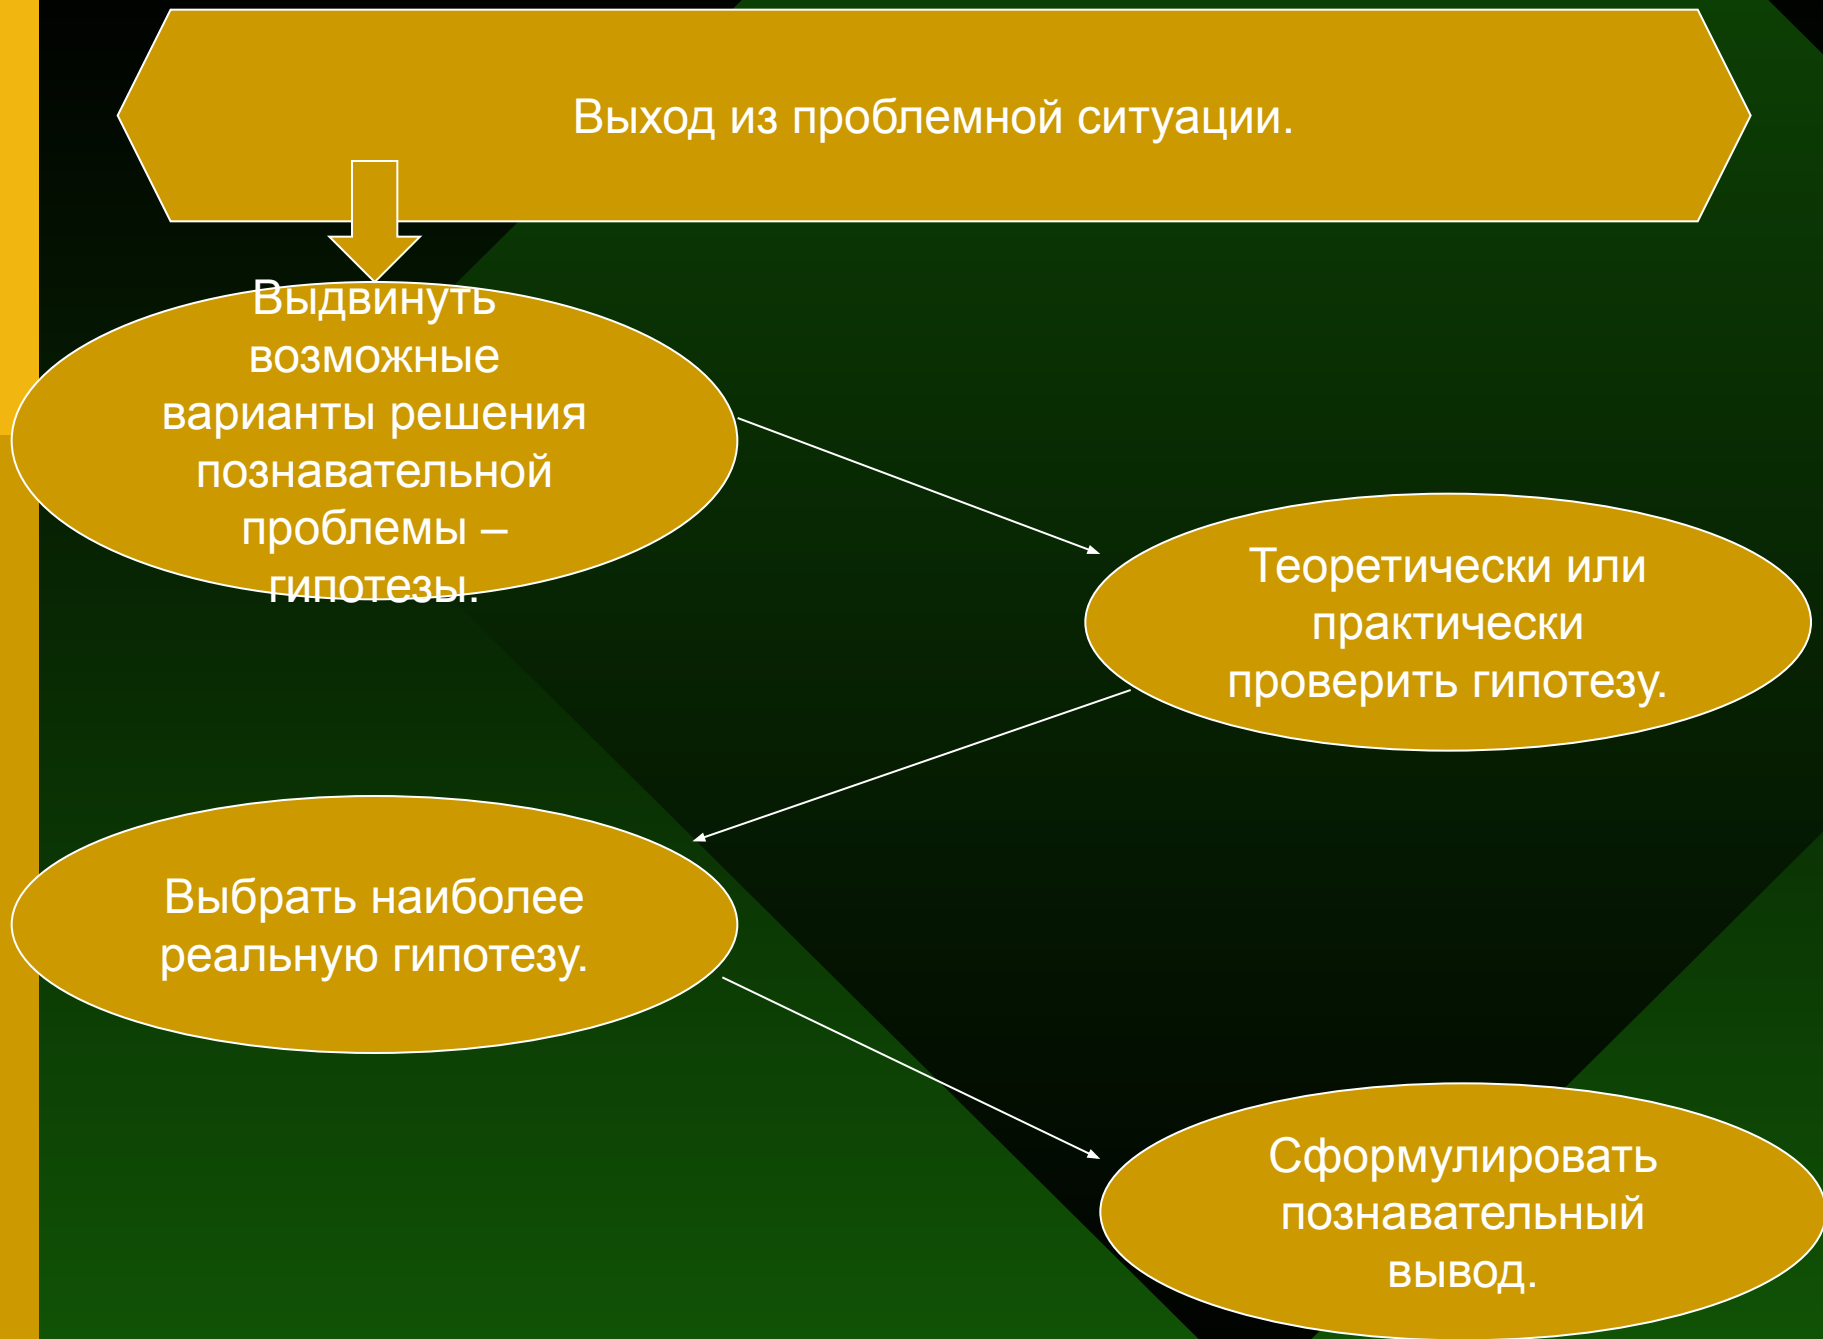 Выход из проблемной ситуации.
Выдвинуть
возможные
варианты решения
познавательной
проблемы –
гипотезы.
Теоретически или
практически
проверить гипотезу.
Выбрать наиболее
реальную гипотезу.
Сформулировать
познавательный
вывод.